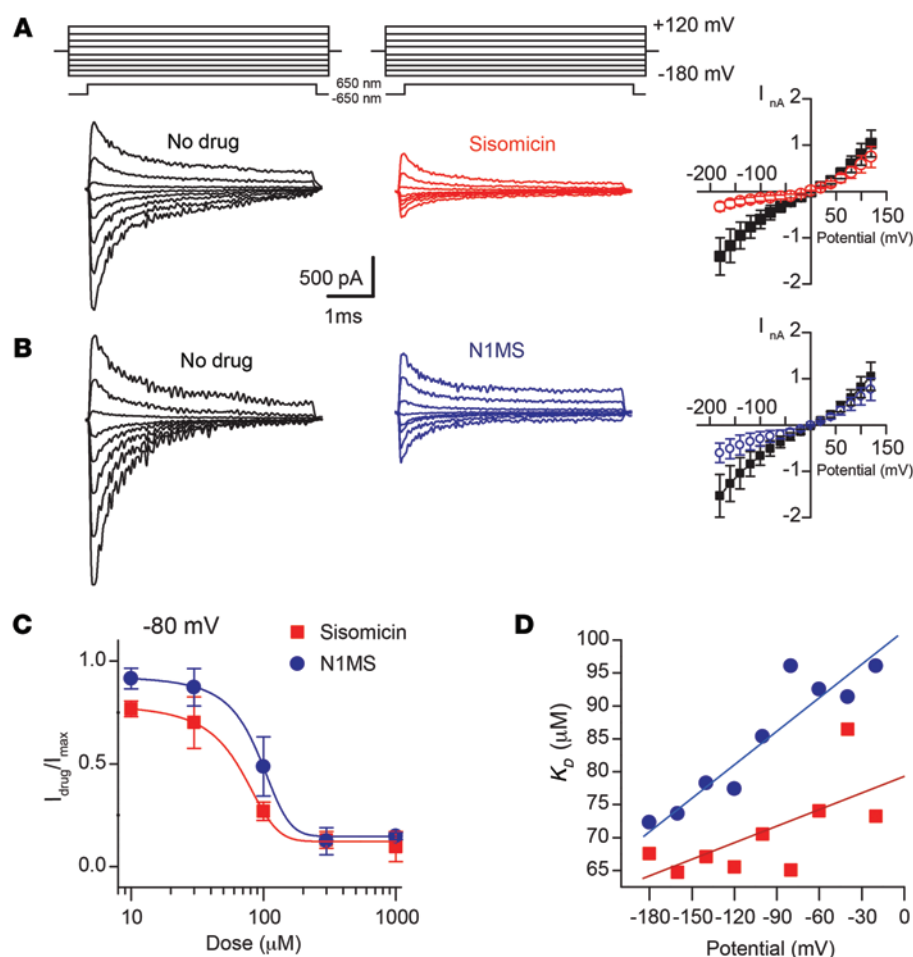 A
+120 mV
-180 mV
650 nm
-650 nm
No drug
Sisomicin
500 pA
1ms
I nA
2
1
-200
-100
50
100
150
Potential (mV)
-1
-2
B
No drug
N1MS
I nA
2
1
-200
-100
50
100
150
Potential (mV)
-1
-2
C
-80 mV
Sisomicin
N1MS
1.0
0.5
0.0
I drug/I max
10
100
1000
Dose (μM)
D
100
95
90
85
80
75
70
65
K D (μM)
-180
-150
-120
-90
-60
-30
0
Potential (mV)